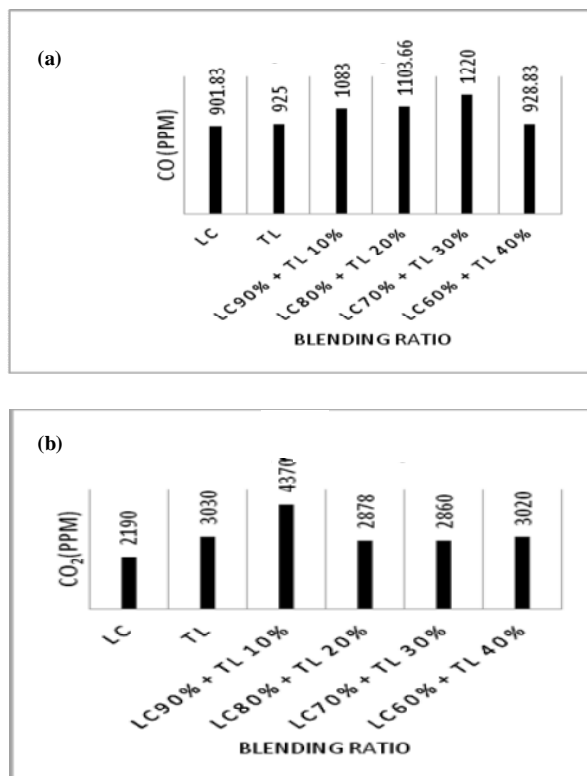 (a)
CO (PPM)
901.83
925
1083
1103.66
1220
928.83
LC
TL
LC90% + TL 10%
LC80% + TL 20%
LC70% + TL 30%
LC60% + TL 40%
BLENDING RATIO
(b)
CO₂(PPM)
2190
3030
4370
2878
2860
3020
LC
TL
LC90% + TL 10%
LC80% + TL 20%
LC70% + TL 30%
LC60% + TL 40%
BLENDING RATIO